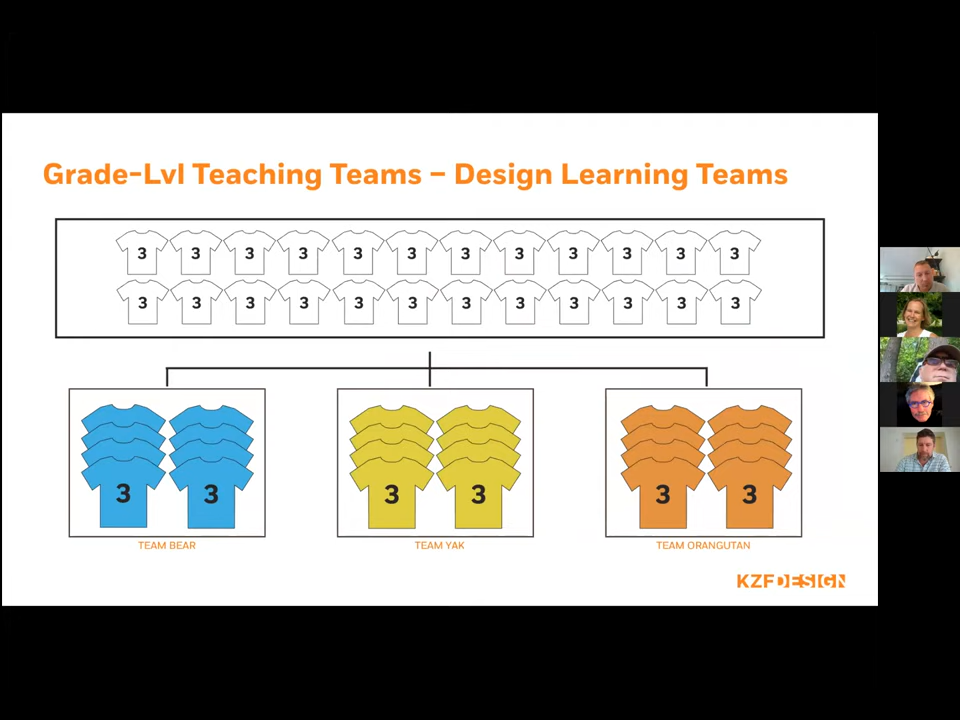 Grade-Lvl Teaching Teams – Design Learning Teams
3 3 3 3 3 3 3 3 3 3 3 3
3 3 3 3 3 3 3 3 3 3 3 3
3 3 3 3 3 3
TEAM BEAR TEAM YAK TEAM ORANGUTAN
KZFDESIGN